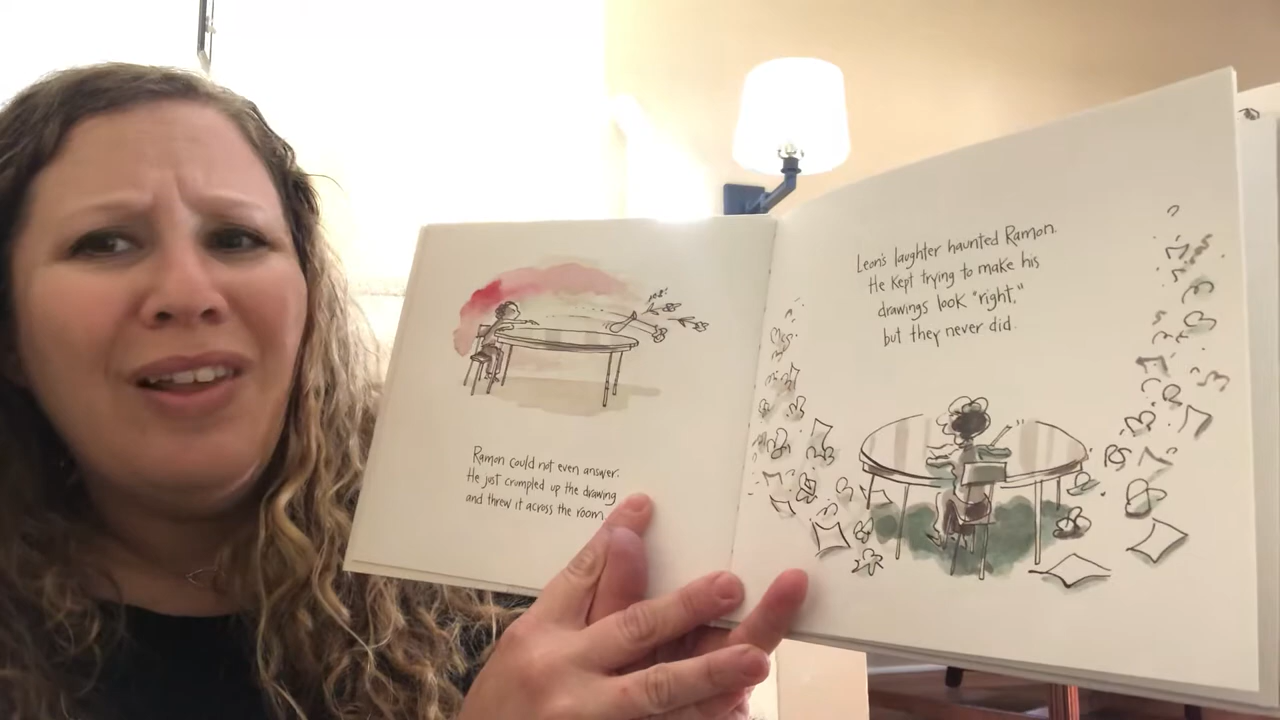 Ramon could not even answer.
He just crumpled up the drawing
and threw it across the room.
Leon's laughter haunted Ramon.
He kept trying to make his
drawings look "right,"
but they never did.